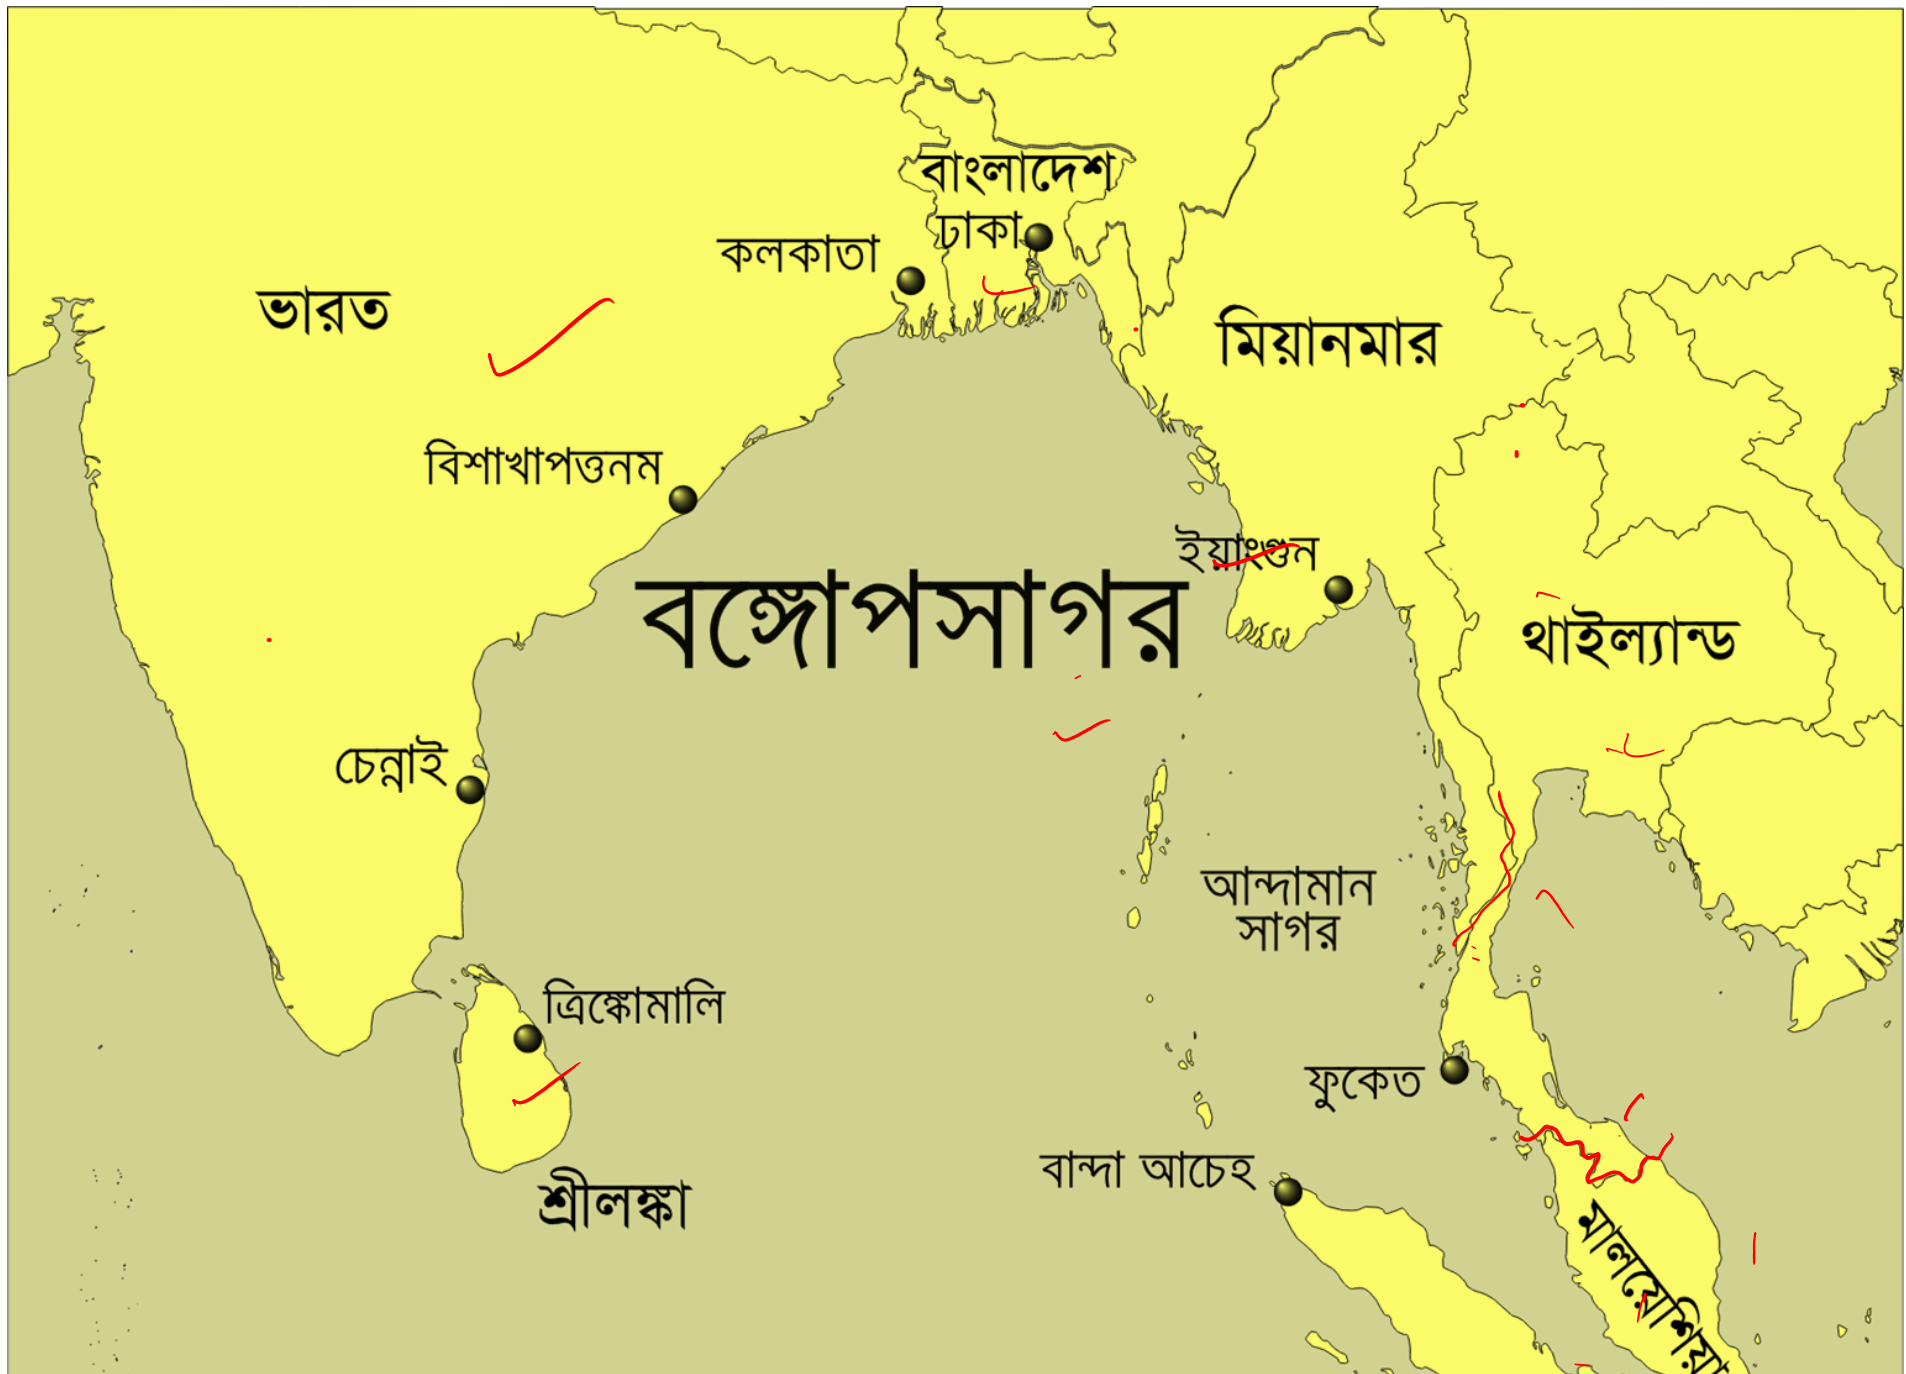 বাংলাদেশ
ঢাকা
কলকাতা
ভারত
মিয়ানমার
বিশাখাপত্তনম
ইয়াংগুন
বঙ্গোপসাগর
থাইল্যান্ড
চেন্নাই
আন্দামান
সাগর
ত্রিঙ্কোমালি
ফুকেত
বান্দা আচেহ
শ্রীলঙ্কা
মালয়েশিয়া